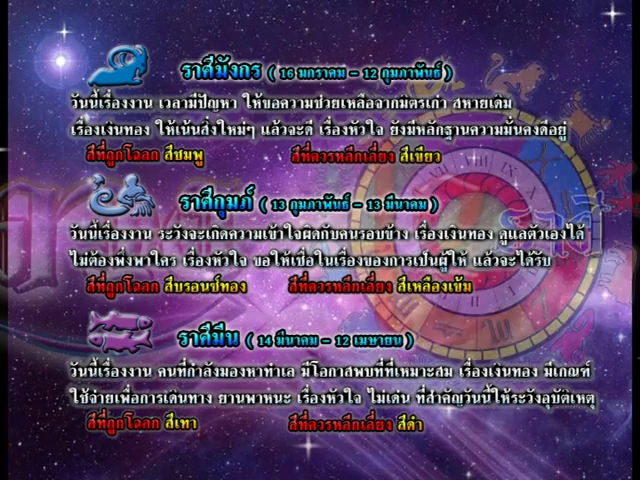 ราศีมังกร ( 16 มกราคม – 12 กุมภาพันธ์ )
วันนี้เรื่องงาน เวลามีปัญหา ให้ขอความช่วยเหลือจากมิตรเก่า สหายเดิม
เรื่องเงินทอง ให้เน้นสิ่งใหม่ๆ แล้วจะดี เรื่องหัวใจ ยังมีหลักฐานความมั่นคงดีอยู่
สีที่ถูกโฉลก สีชมพู สีที่ควรหลีกเลี่ยง สีเขียว
ราศีกุมภ์ ( 13 กุมภาพันธ์ – 13 มีนาคม )
วันนี้เรื่องงาน ระวังจะเกิดความเข้าใจผิดกับคนรอบข้าง เรื่องเงินทอง ดูแลตัวเองได้
ไม่ต้องพึ่งพาใคร เรื่องหัวใจ ขอให้เชื่อในเรื่องของการเป็นผู้ให้ แล้วจะได้รับ
สีที่ถูกโฉลก สีบรอนซ์ทอง สีที่ควรหลีกเลี่ยง สีเหลืองเข้ม
ราศีมีน ( 14 มีนาคม – 12 เมษายน )
วันนี้เรื่องงาน คนที่กำลังมองหาทำเล มีโอกาสพบที่ที่เหมาะสม เรื่องเงินทอง มีเกณฑ์
ใช้จ่ายเพื่อการเดินทาง ยานพาหนะ เรื่องหัวใจ ไม่เด่น ที่สำคัญวันนี้ให้ระวังอุบัติเหตุ
สีที่ถูกโฉลก สีเทา สีที่ควรหลีกเลี่ยง สีดำ